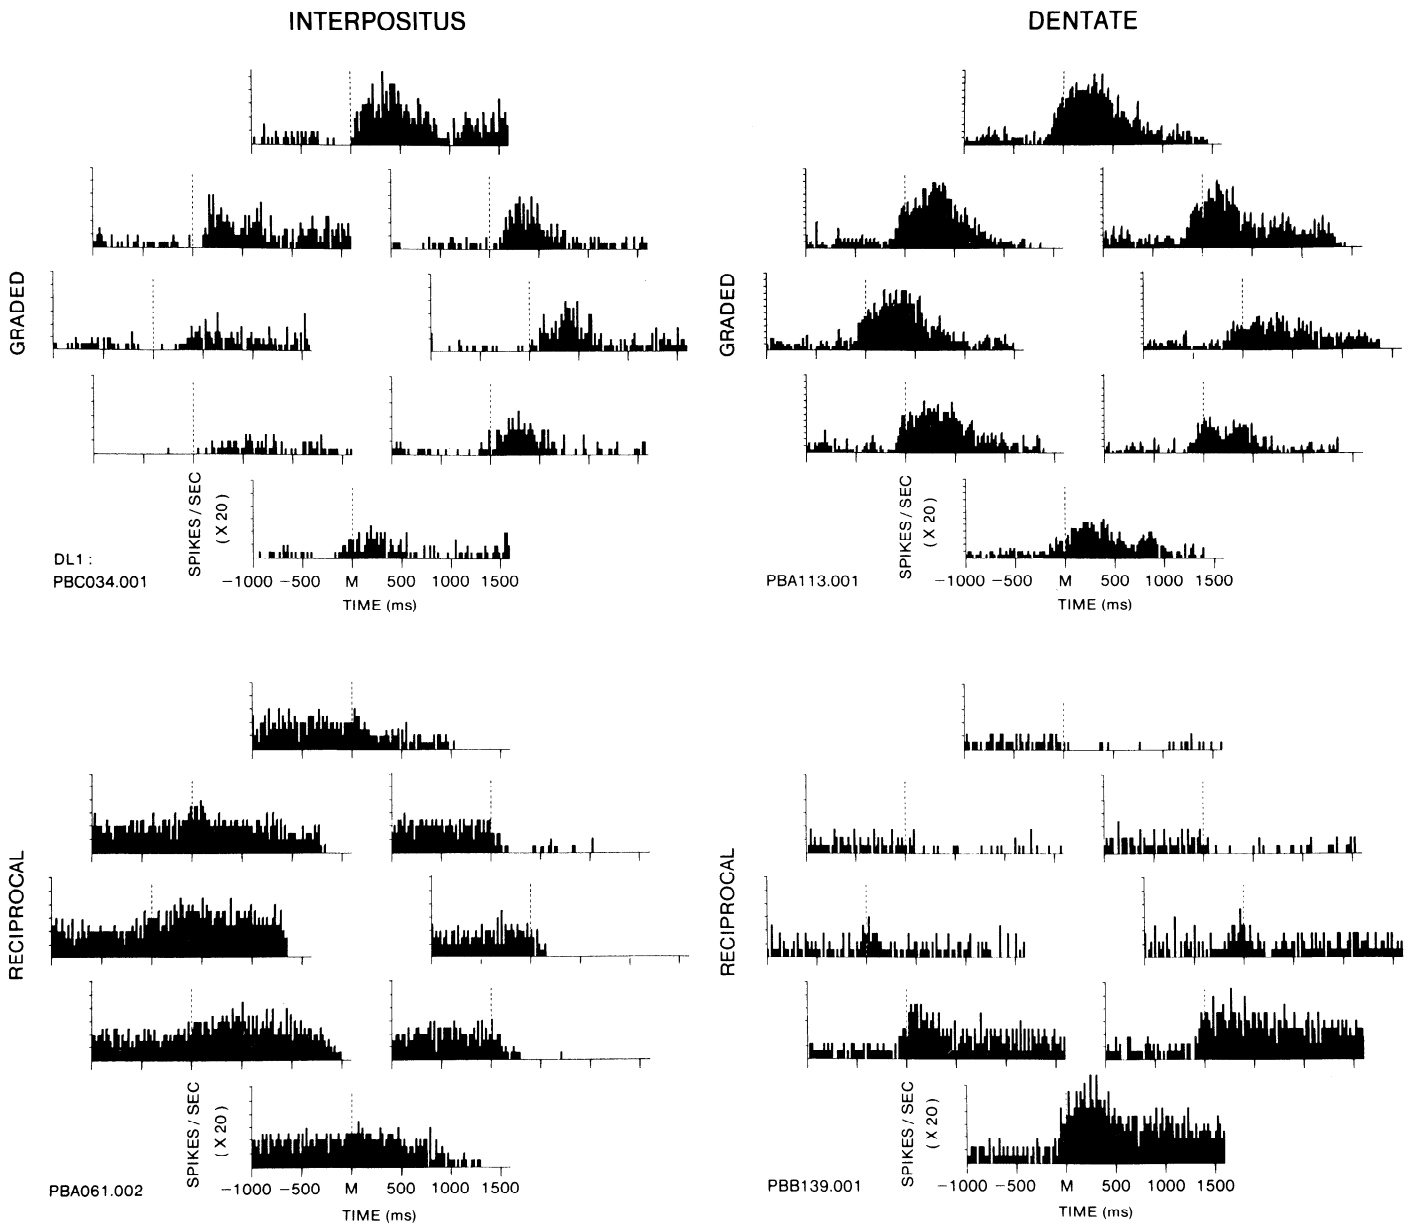 INTERPOSITUS
DENTATE
GRADED
GRADED
SPIKES / SEC
( X 20 )
SPIKES / SEC
( X 20 )
DL1 :
PBC034.001
−1000 −500 M 500 1000 1500
TIME (ms)
PBA113.001
−1000 −500 M 500 1000 1500
TIME (ms)
RECIPROCAL
RECIPROCAL
SPIKES / SEC
( X 20 )
SPIKES / SEC
( X 20 )
PBA061.002
−1000 −500 M 500 1000 1500
TIME (ms)
PBB139.001
−1000 −500 M 500 1000 1500
TIME (ms)